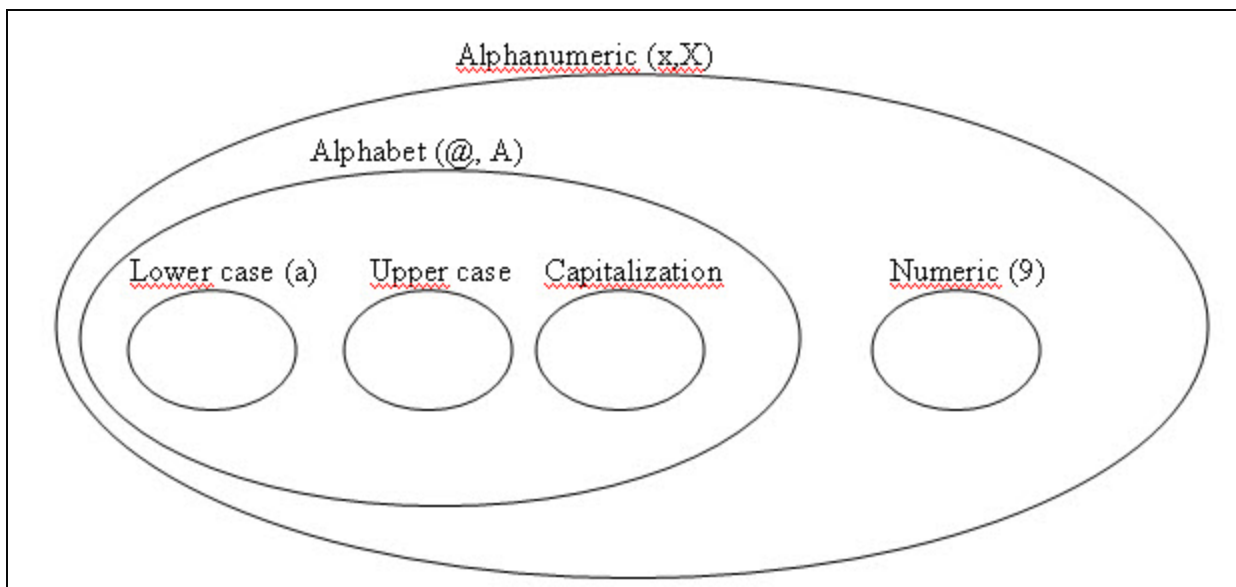 Alphanumeric (x,X)
Alphabet (@, A)
Lower case (a)
Upper case
Capitalization
Numeric (9)